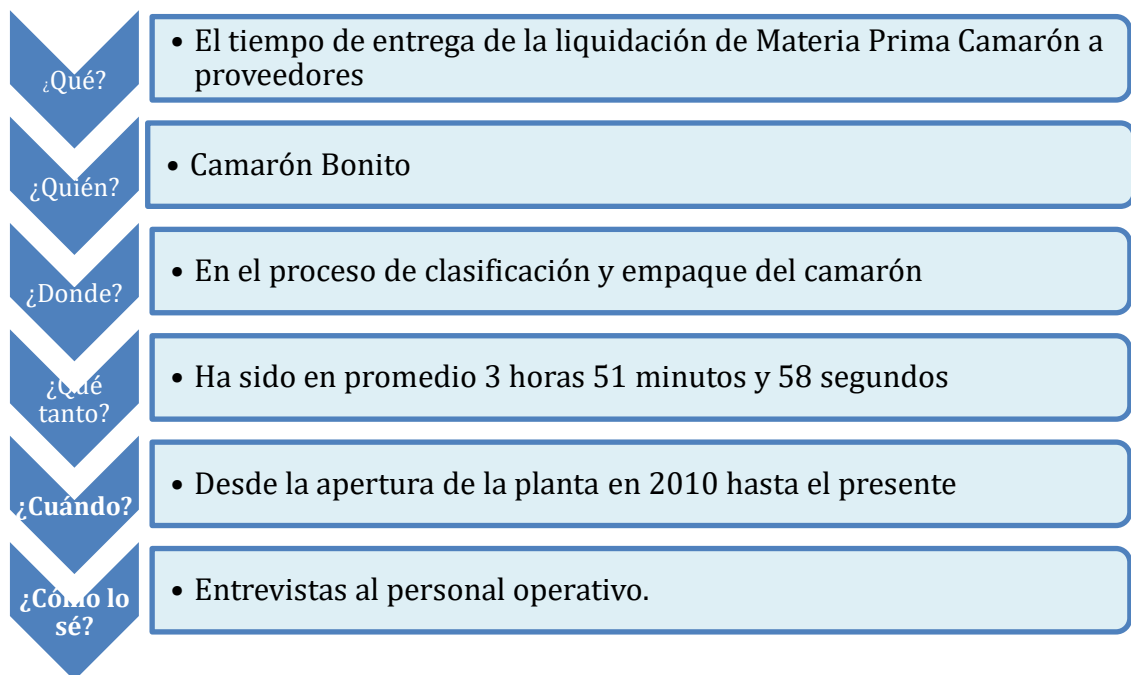 ¿Qué?
• El tiempo de entrega de la liquidación de Materia Prima Camarón a
proveedores
¿Quién?
• Camarón Bonito
¿Donde?
• En el proceso de clasificación y empaque del camarón
¿Qué
tanto?
• Ha sido en promedio 3 horas 51 minutos y 58 segundos
¿Cuándo?
• Desde la apertura de la planta en 2010 hasta el presente
¿Cómo lo
sé?
• Entrevistas al personal operativo.